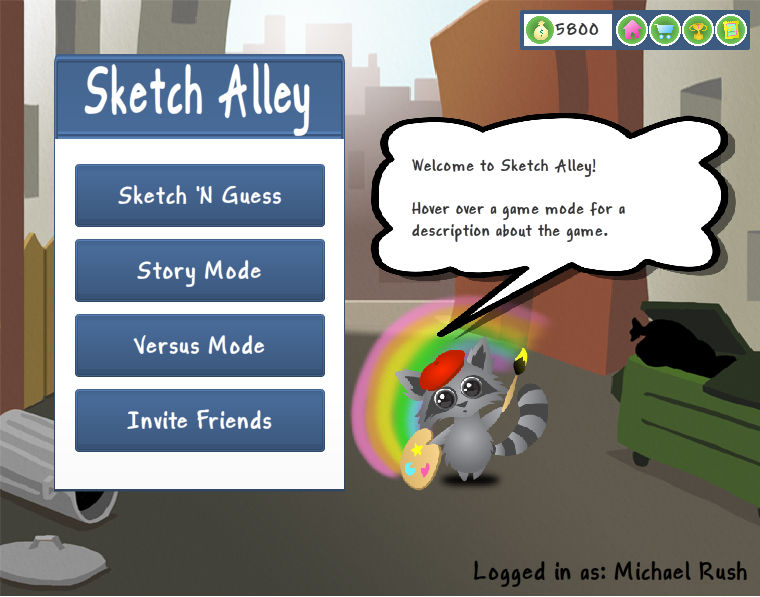 5800
Sketch Alley
Sketch 'N Guess
Story Mode
Versus Mode
Invite Friends
Welcome to Sketch Alley!
Hover over a game mode for a
description about the game.
Logged in as: Michael Rush